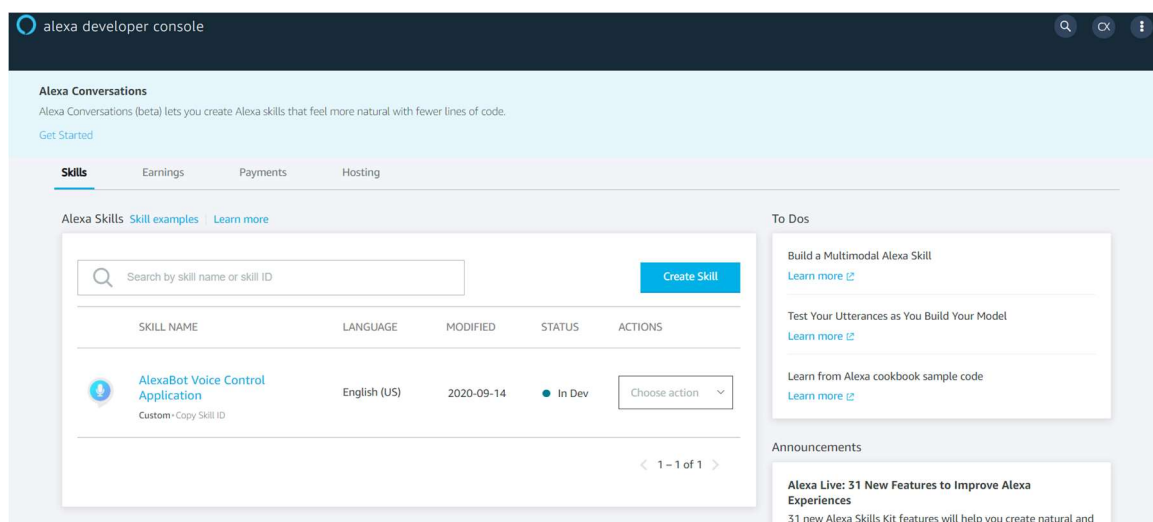 alexa developer console
CX
Alexa Conversations
Alexa Conversations (beta) lets you create Alexa skills that feel more natural with fewer lines of code.
Get Started
Skills Earnings Payments Hosting
Alexa Skills Skill examples Learn more
Search by skill name or skill ID
Create Skill
SKILL NAME LANGUAGE MODIFIED STATUS ACTIONS
AlexaBot Voice Control
Application
Custom · Copy Skill ID
English (US) 2020-09-14 In Dev Choose action
1 – 1 of 1
To Dos
Build a Multimodal Alexa Skill
Learn more
Test Your Utterances as You Build Your Model
Learn more
Learn from Alexa cookbook sample code
Learn more
Announcements
Alexa Live: 31 New Features to Improve Alexa
Experiences
31 new Alexa Skills Kit features will help you create natural and